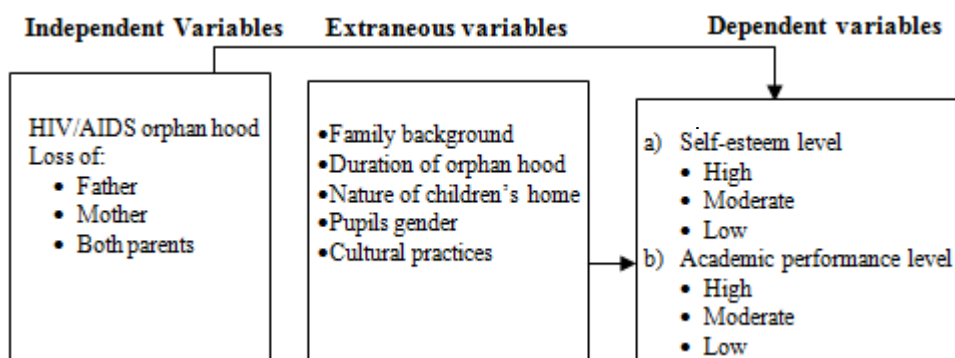 Independent Variables
Extraneous variables
Dependent variables
HIV/AIDS orphan hood
Loss of:
• Father
• Mother
• Both parents
•Family background
•Duration of orphan hood
•Nature of children's home
•Pupils gender
•Cultural practices
a) Self-esteem level
• High
• Moderate
• Low
b) Academic performance level
• High
• Moderate
• Low